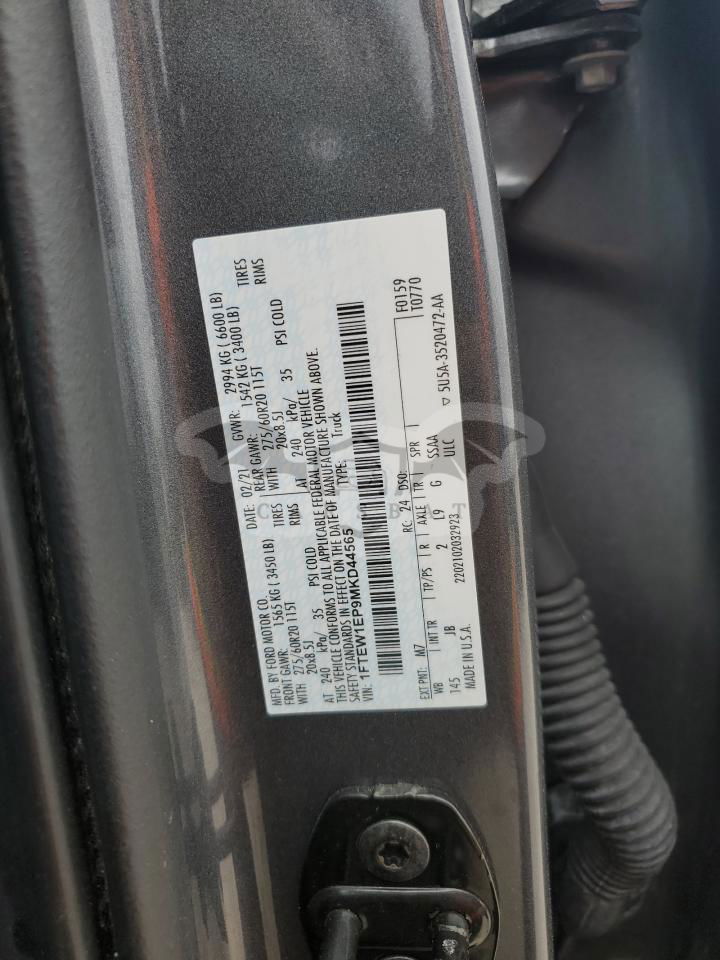 MFD. BY FORD MOTOR CO. DATE: 02/21 GVWR: 2994 KG ( 6600 LB)
FRONT GAWR: 1565 KG ( 3450 LB) REAR GAWR: 1542 KG ( 3400 LB)
WITH 275/60R20 115T TIRES WITH 275/60R20 115T TIRES
20x8.5J RIMS 20x8.5J RIMS
AT 240 kPa/ 35 PSI COLD AT 240 kPa/ 35 PSI COLD
THIS VEHICLE CONFORMS TO ALL APPLICABLE FEDERAL MOTOR VEHICLE
SAFETY STANDARDS IN EFFECT ON THE DATE OF MANUFACTURE SHOWN ABOVE.
VIN: 1FTEW1EP9MKD44565 TYPE: Truck
F0159
T0770
EXT PNT: M7 RC: 24 DSO:
WB INT TR TP/PS R AXLE TR SPR
145 JB 2 L9 G SSAA
ULC
MADE IN U.S.A. 2202102032923 ▽ 5U5A-3520472-AA